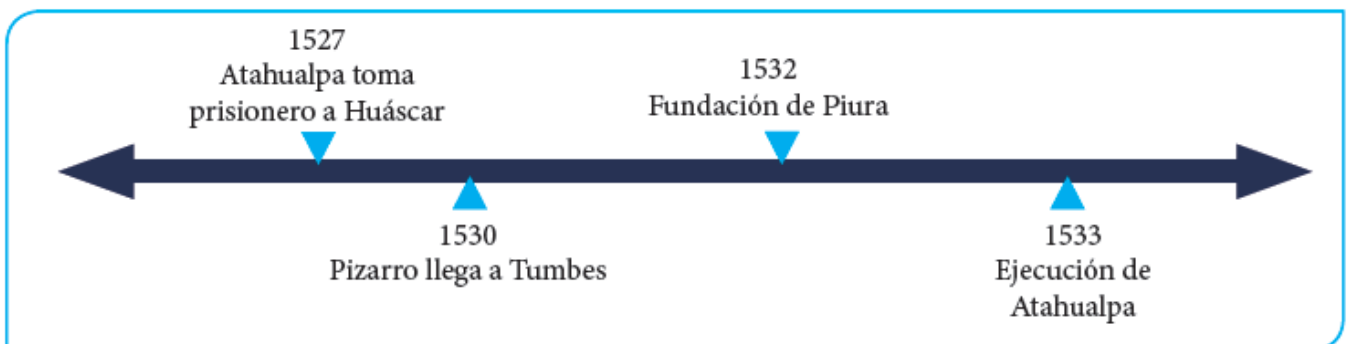 1527
Atahualpa toma
prisionero a Huáscar
1530
Pizarro llega a Tumbes
1532
Fundación de Piura
1533
Ejecución de
Atahualpa